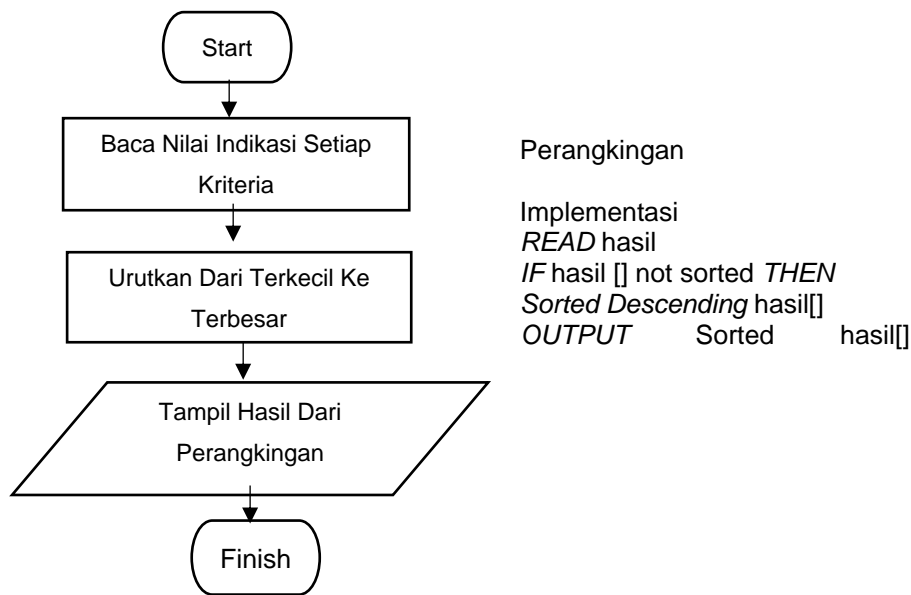 Start
Baca Nilai Indikasi Setiap
Kriteria
Urutkan Dari Terkecil Ke
Terbesar
Tampil Hasil Dari
Perangkingan
Finish
Perangkingan
Implementasi
READ hasil
IF hasil [] not sorted THEN
Sorted Descending hasil[]
OUTPUT Sorted hasil[]